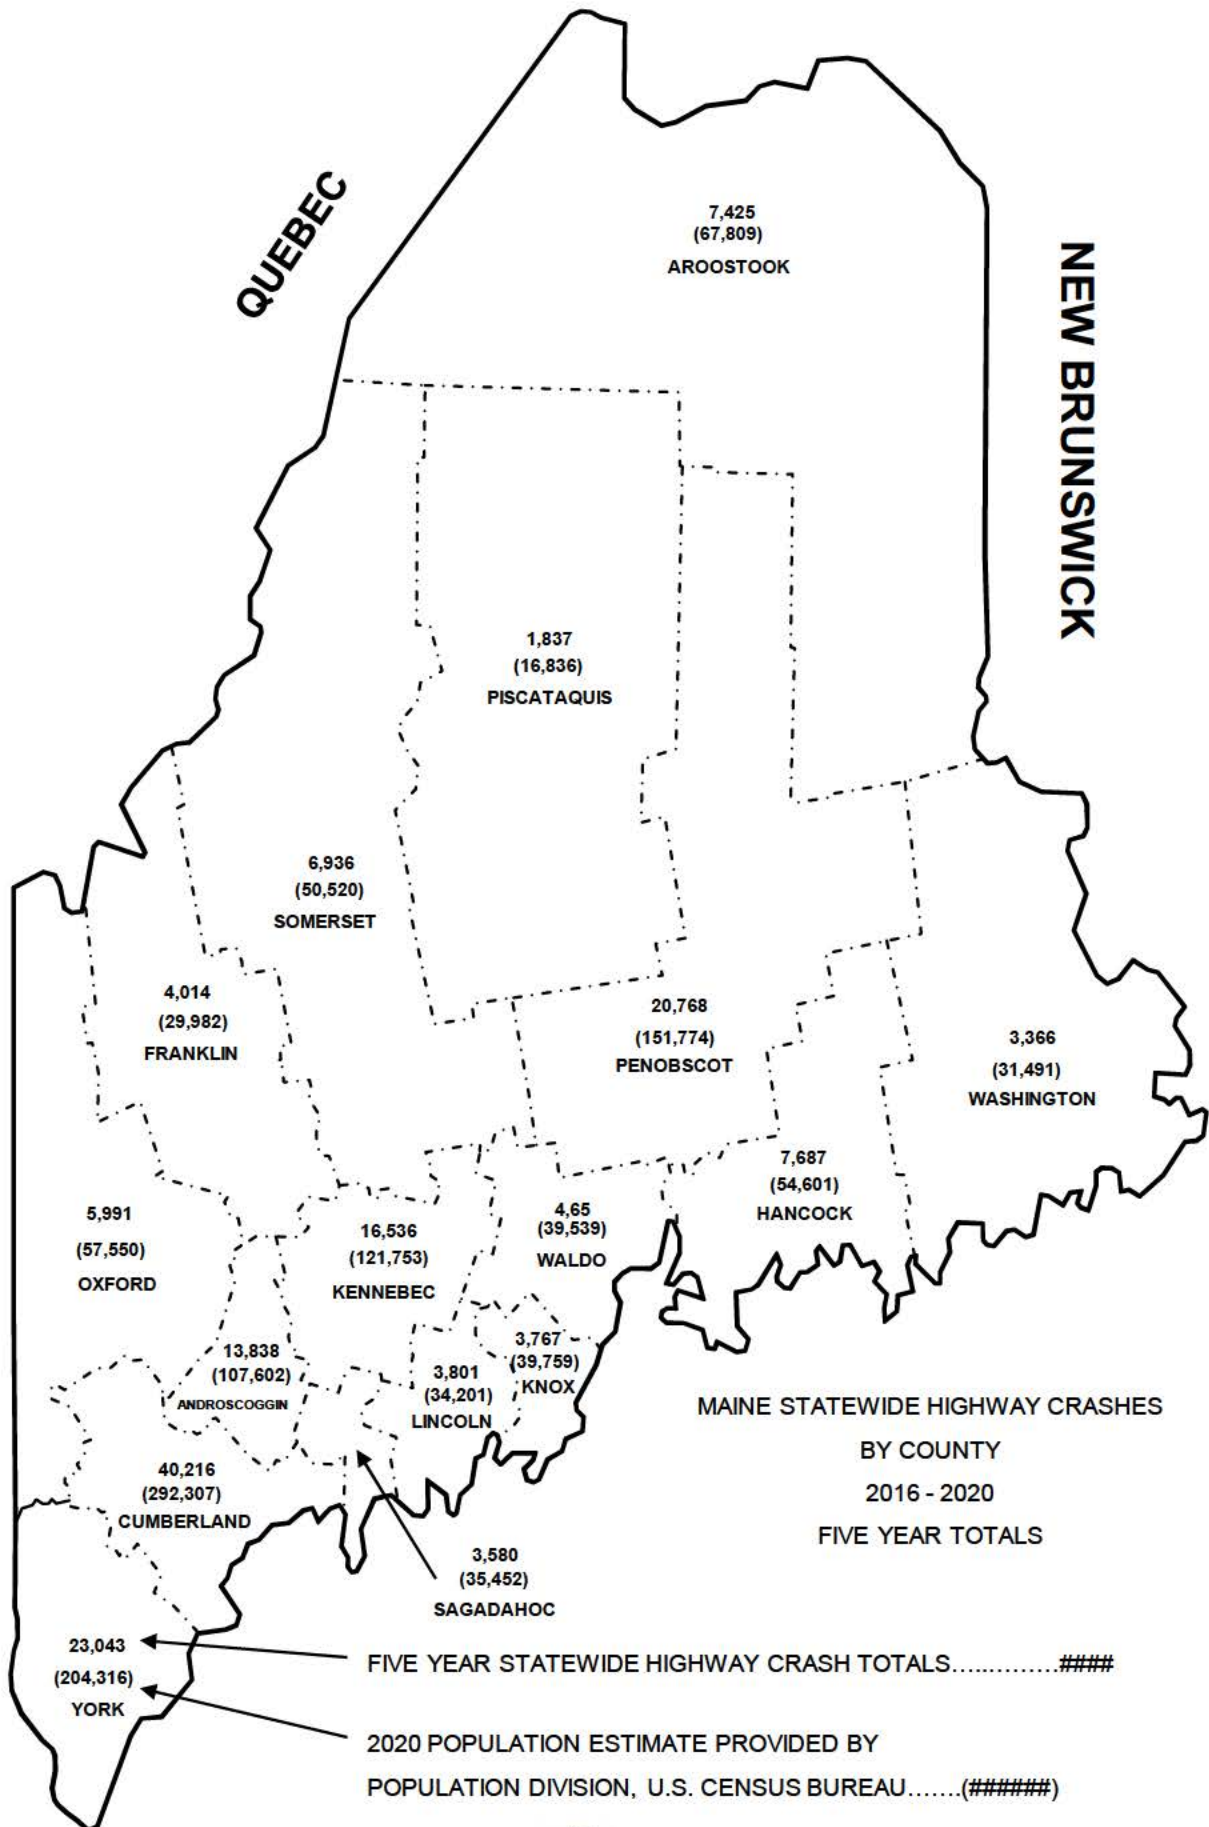 QUEBEC
NEW BRUNSWICK
7,425
(67,809)
AROOSTOOK
1,837
(16,836)
PISCATAQUIS
6,936
(50,520)
SOMERSET
4,014
(29,982)
FRANKLIN
20,768
(151,774)
PENOBSCOT
3,366
(31,491)
WASHINGTON
7,687
(54,601)
HANCOCK
5,991
(57,550)
OXFORD
16,536
(121,753)
KENNEBEC
4,65
(39,539)
WALDO
13,838
(107,602)
ANDROSCOGGIN
3,801
(34,201)
LINCOLN
3,767
(39,759)
KNOX
MAINE STATEWIDE HIGHWAY CRASHES
BY COUNTY
2016 - 2020
FIVE YEAR TOTALS
40,216
(292,307)
CUMBERLAND
3,580
(35,452)
SAGADAHOC
23,043
(204,316)
YORK
FIVE YEAR STATEWIDE HIGHWAY CRASH TOTALS...............####
2020 POPULATION ESTIMATE PROVIDED BY
POPULATION DIVISION, U.S. CENSUS BUREAU.......(######)